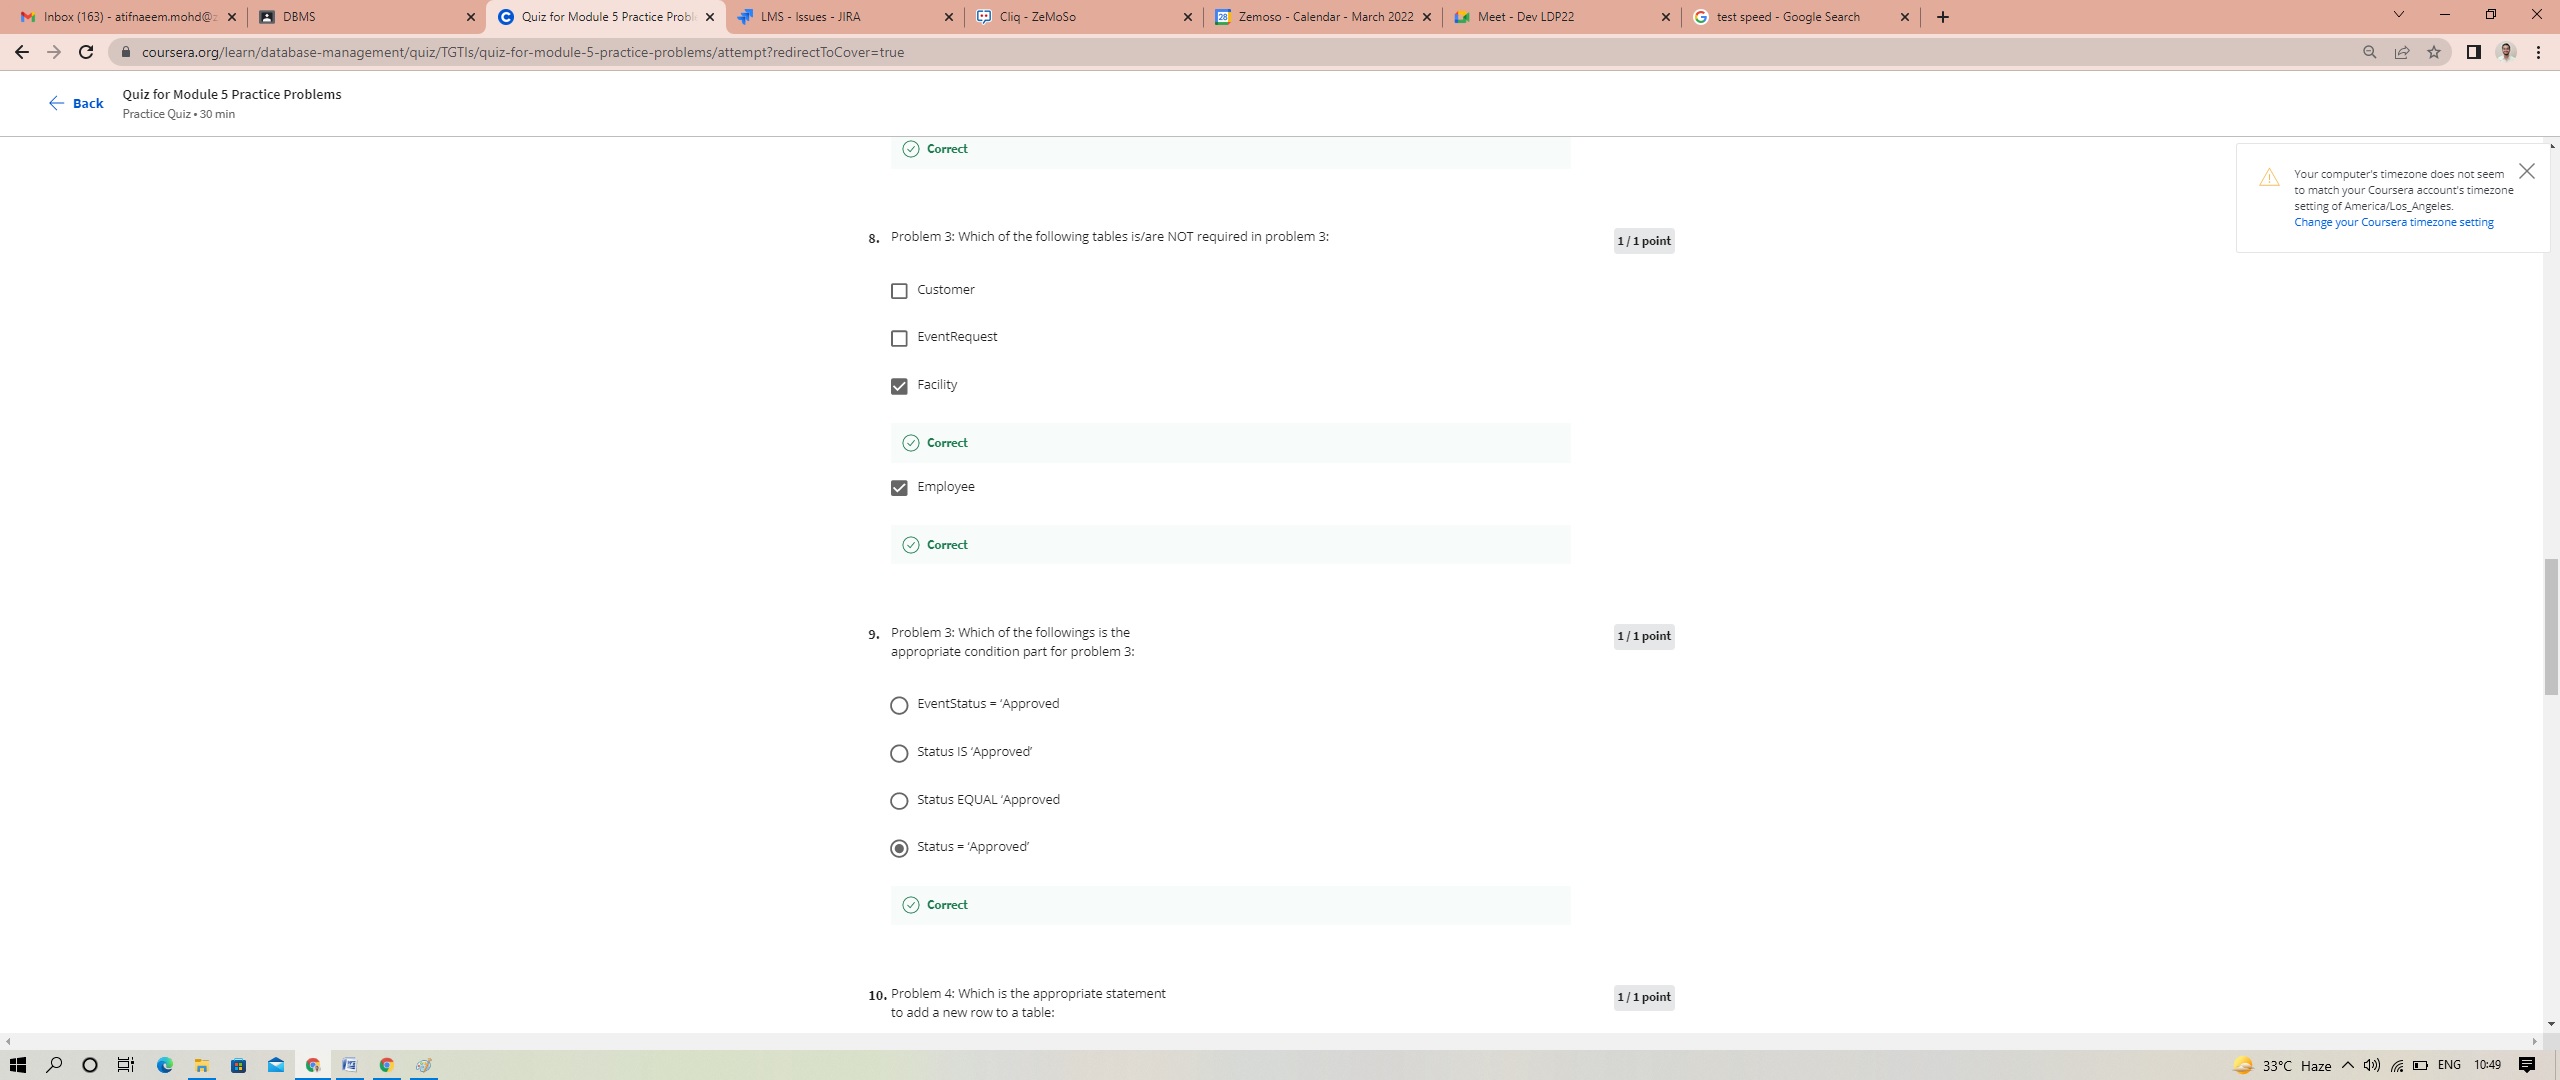 Inbox (163) - atifnaeem.mohd@z
DBMS
Quiz for Module 5 Practice Proble
LMS - Issues - JIRA
Cliq - ZeMoSo
28
Zemoso - Calendar - March 2022
Meet - Dev LDP22
test speed - Google Search
coursera.org/learn/database-management/quiz/TGTIs/quiz-for-module-5-practice-problems/attempt?redirectToCover=true
Back
Quiz for Module 5 Practice Problems
Practice Quiz • 30 min
Correct
Your computer's timezone does not seem
to match your Coursera account's timezone
setting of America/Los_Angeles.
Change your Coursera timezone setting
8. Problem 3: Which of the following tables is/are NOT required in problem 3:
1 / 1 point
Customer
EventRequest
Facility
Correct
Employee
Correct
9. Problem 3: Which of the followings is the
appropriate condition part for problem 3:
1 / 1 point
EventStatus = ‘Approved
Status IS ‘Approved’
Status EQUAL ‘Approved
Status = ‘Approved’
Correct
10. Problem 4: Which is the appropriate statement
to add a new row to a table:
1 / 1 point
33°C Haze
ENG
10:49